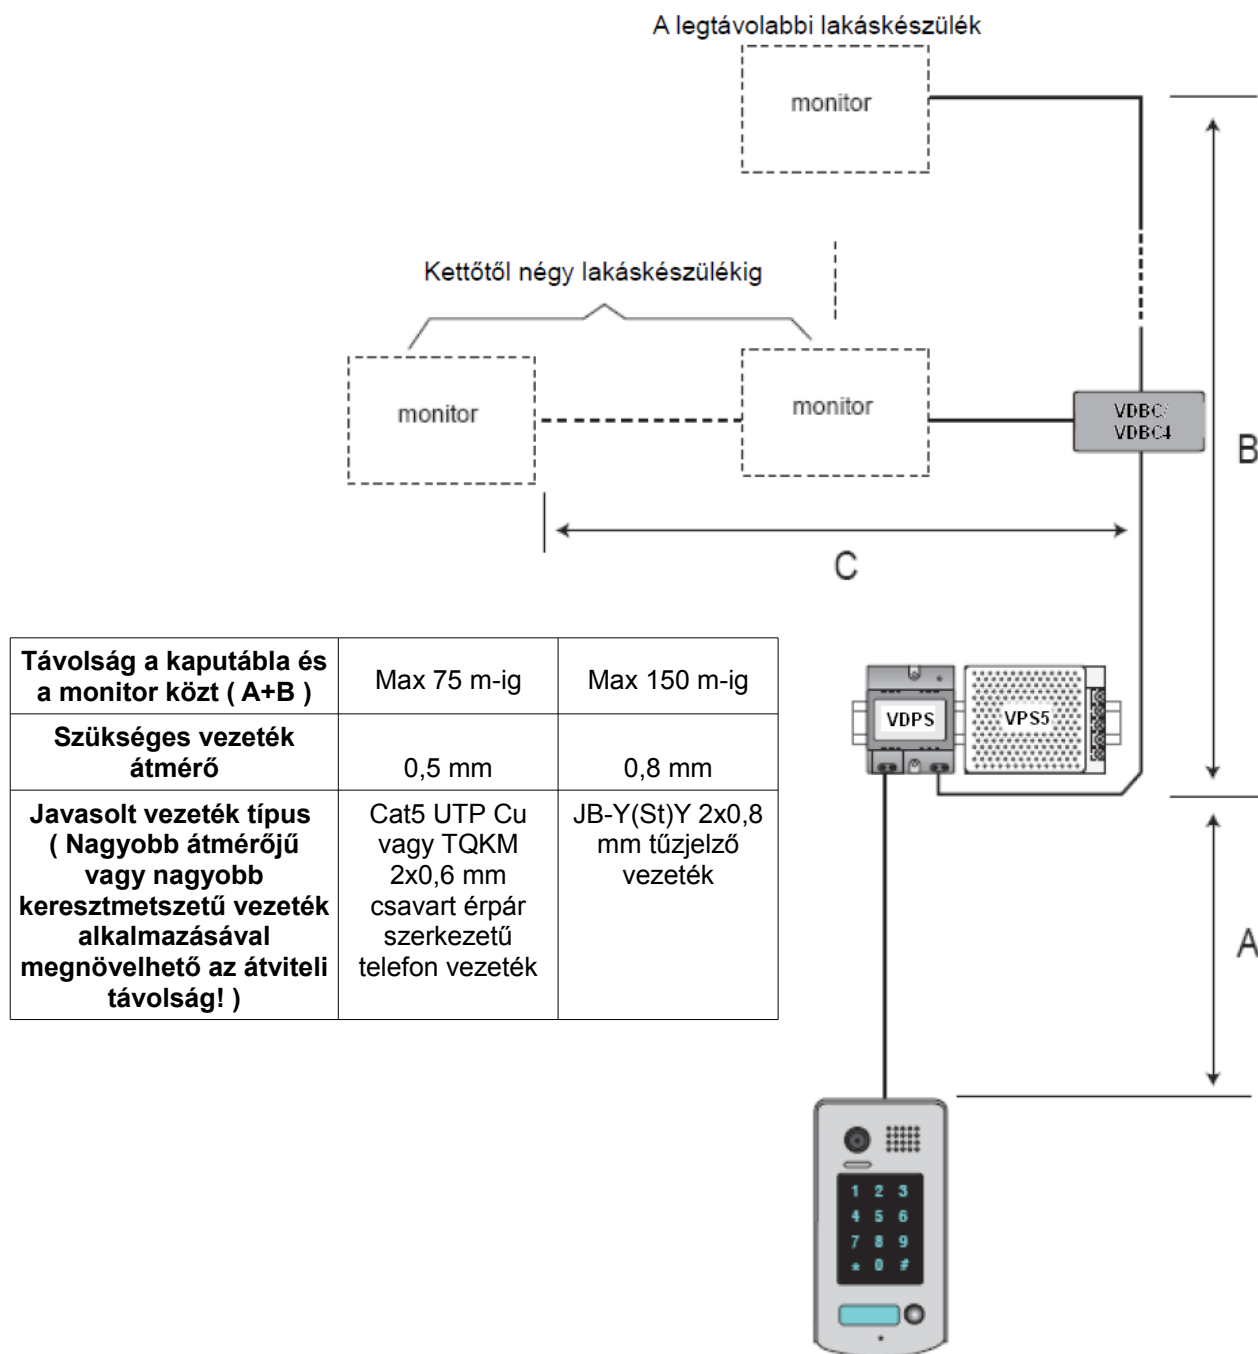 A legtávolabbi lakáskészülék
monitor
Kettőtől négy lakáskészülékig
monitor
monitor
VDBC/
VDBC4
B
C
Távolság a kaputábla és
a monitor közt ( A+B )
Max 75 m-ig
Max 150 m-ig
Szükséges vezeték
átmérő
0,5 mm
0,8 mm
Javasolt vezeték típus
( Nagyobb átmérőjű
vagy nagyobb
keresztmetszetű vezeték
alkalmazásával
megnövelhető az átviteli
távolság! )
Cat5 UTP Cu
vagy TQKM
2x0,6 mm
csavart érpár
szerkezetű
telefon vezeték
JB-Y(St)Y 2x0,8
mm tűzjelző
vezeték
VDPS
VPS5
A
1 2 3
4 5 6
7 8 9
* 0 #